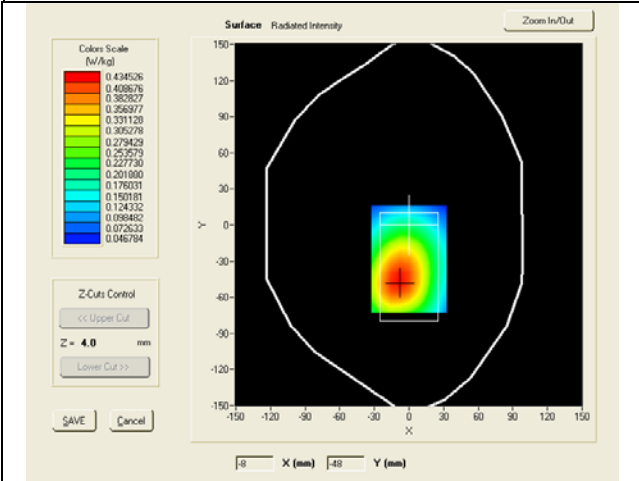 Surface Radiated Intensity
Zoom In/Out
Colors Scale
(W/kg)
0.434526
0.408676
0.382827
0.356977
0.331128
0.305278
0.279429
0.253579
0.227730
0.201880
0.176031
0.150181
0.124332
0.098482
0.072633
0.046784
Z-Cuts Control
<< Upper Cut
Z = 4.0 mm
Lower Cut >>
SAVE Cancel
150-
120-
90-
60-
30-
0-
-30-
-60-
-90-
-120-
-150-
Y
-150 -120 -90 -60 -30 0 30 60 90 120 150
X
-8 X (mm) -48 Y (mm)